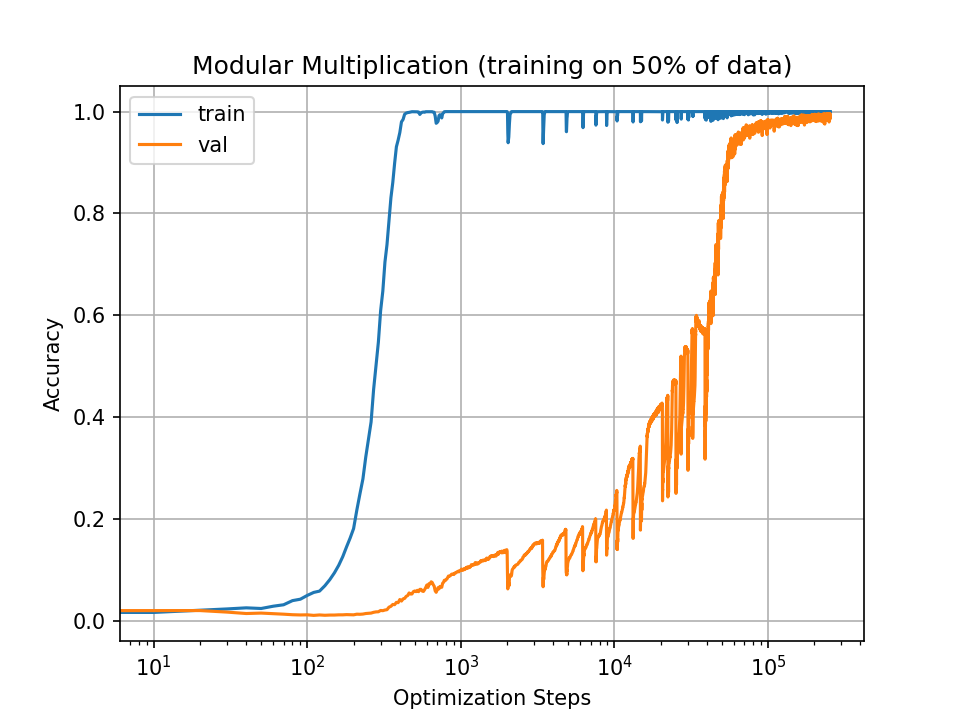 Modular Multiplication (training on 50% of data)
train
val
1.0
0.8
0.6
0.4
0.2
0.0
Accuracy
10¹ 10² 10³ 10⁴ 10⁵
Optimization Steps